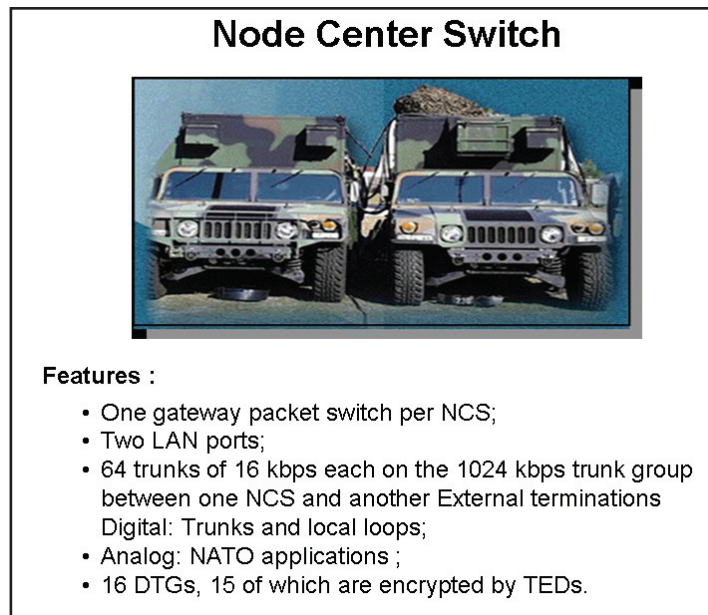 Node Center Switch
Features :
• One gateway packet switch per NCS;
• Two LAN ports;
• 64 trunks of 16 kbps each on the 1024 kbps trunk group
between one NCS and another External terminations
Digital: Trunks and local loops;
• Analog: NATO applications ;
• 16 DTGs, 15 of which are encrypted by TEDs.